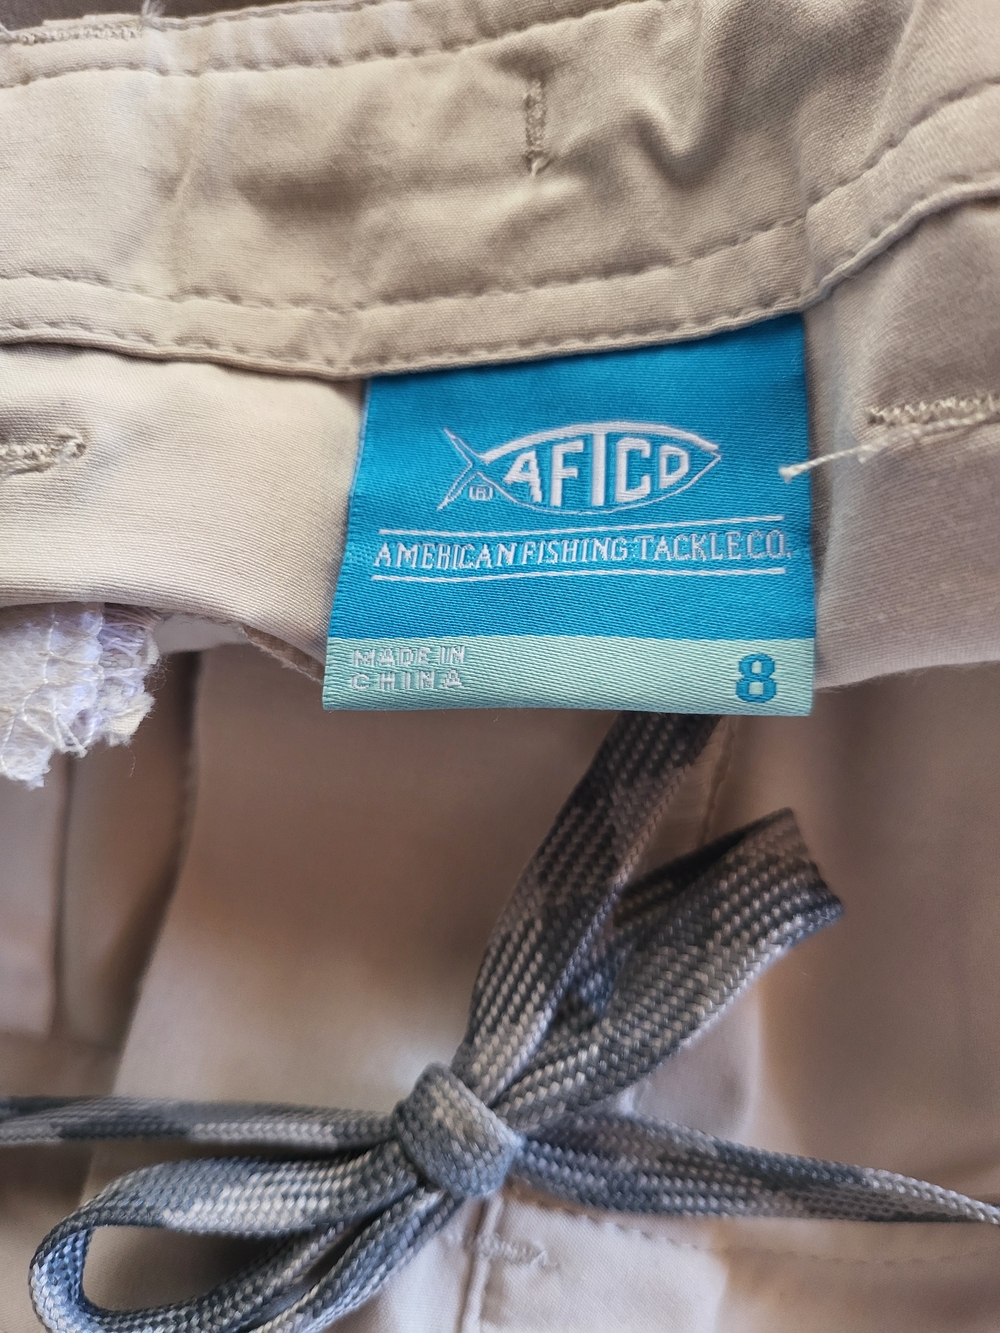 AFTCO
AMERICAN FISHING TACKLE CO.
MADE IN
CHINA
8